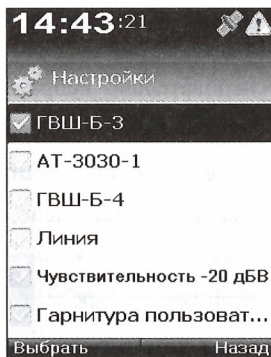 14:43:21
Настройки
ГВШ-Б-3
АТ-3030-1
ГВШ-Б-4
Линия
Чувствительность -20 дБВ
Гарнитура пользоват...
Выбрать Назад